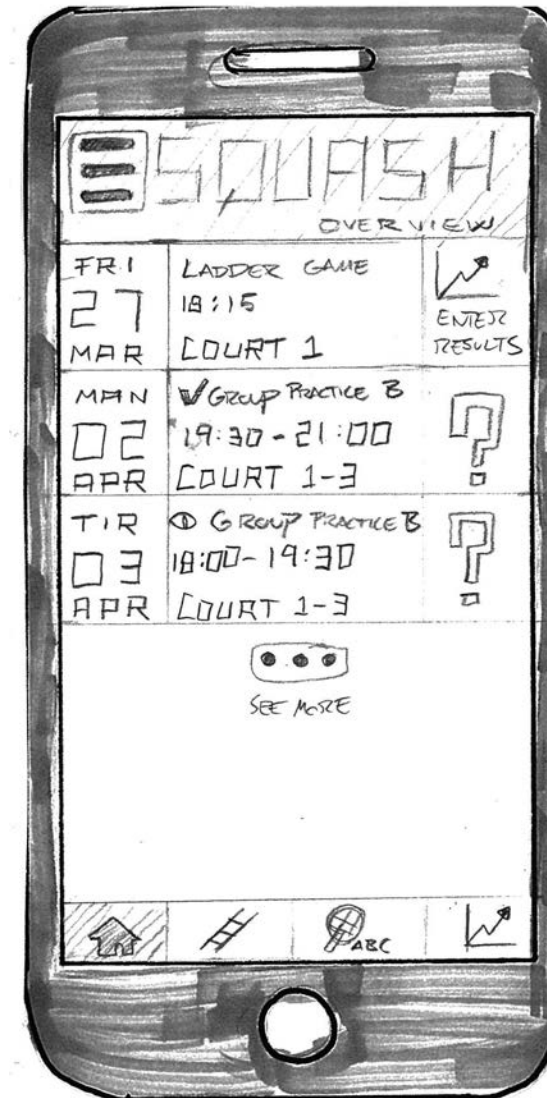 SQUASH
OVERVIEW
FRI
27
MAR
LADDER GAME
18:15
COURT 1
ENTER
RESULTS
MAN
02
APR
GROUP PRACTICE B
19:30-21:00
COURT 1-3
?
TIR
03
APR
GROUP PRACTICE B
18:00-19:30
COURT 1-3
?
SEE MORE
ABC